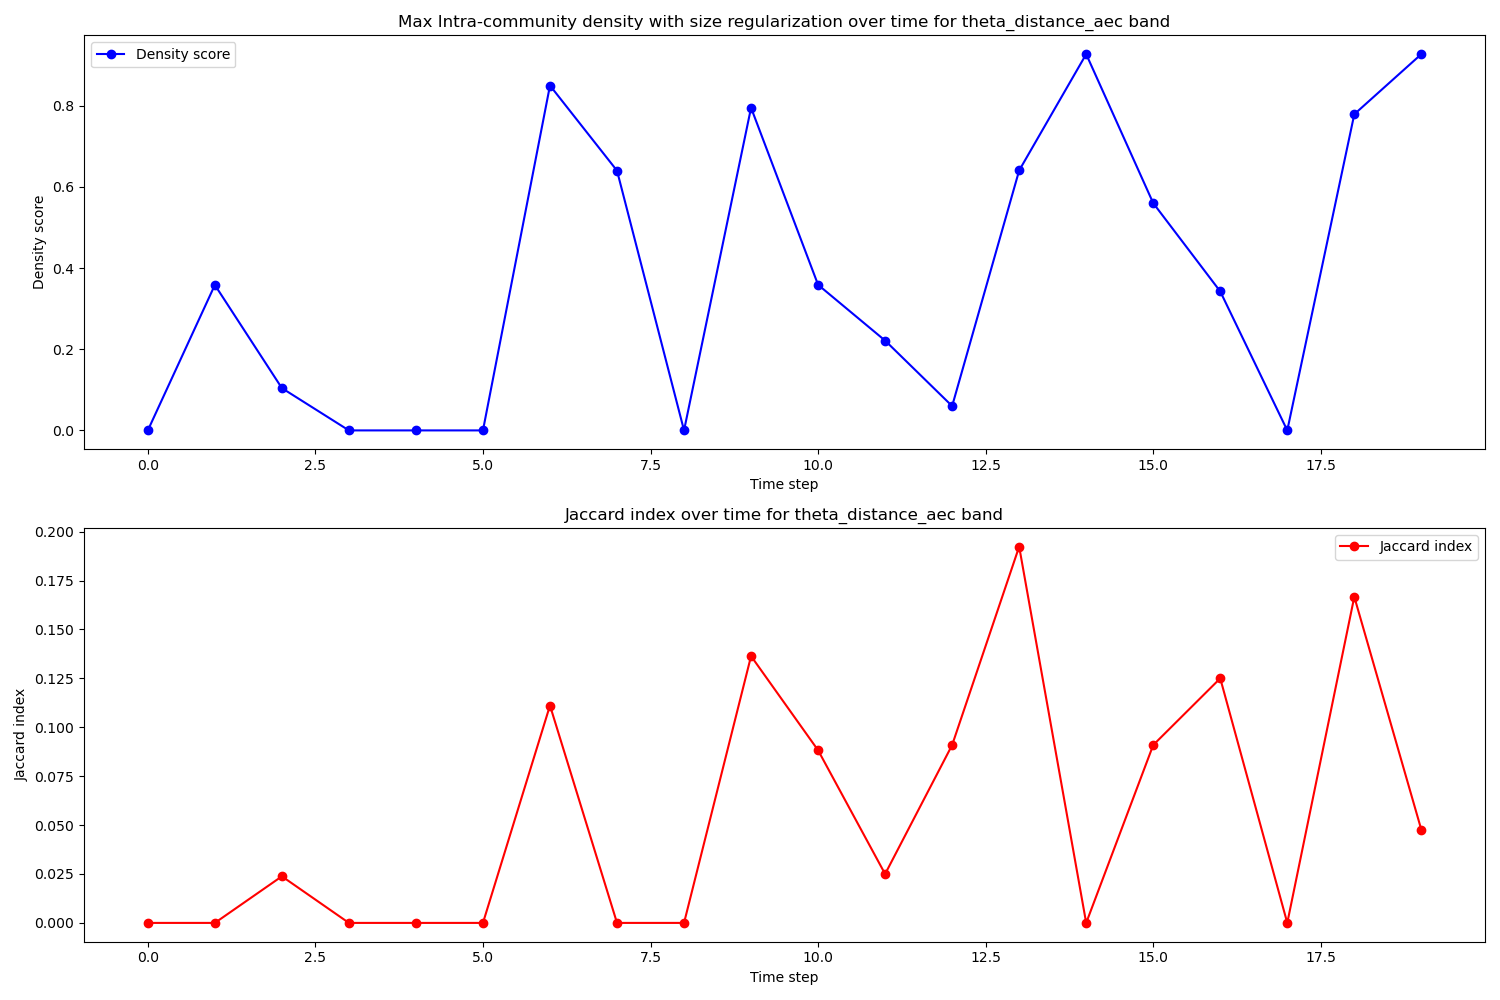 Max Intra-community density with size regularization over time for theta_distance_aec band
Density score
Density score
0.8
0.6
0.4
0.2
0.0
0.0 2.5 5.0 7.5 10.0 12.5 15.0 17.5
Time step
Jaccard index over time for theta_distance_aec band
Jaccard index
Jaccard index
0.200
0.175
0.150
0.125
0.100
0.075
0.050
0.025
0.000
0.0 2.5 5.0 7.5 10.0 12.5 15.0 17.5
Time step